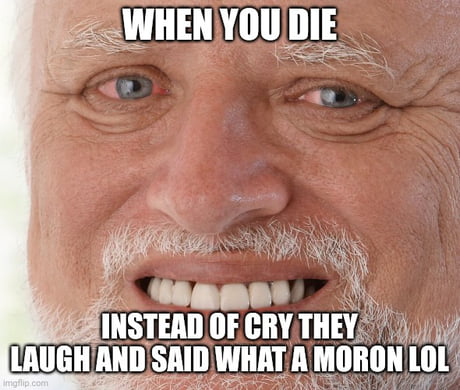 WHEN YOU DIE
INSTEAD OF CRY THEY
LAUGH AND SAID WHAT A MORON LOL
imgflip.com